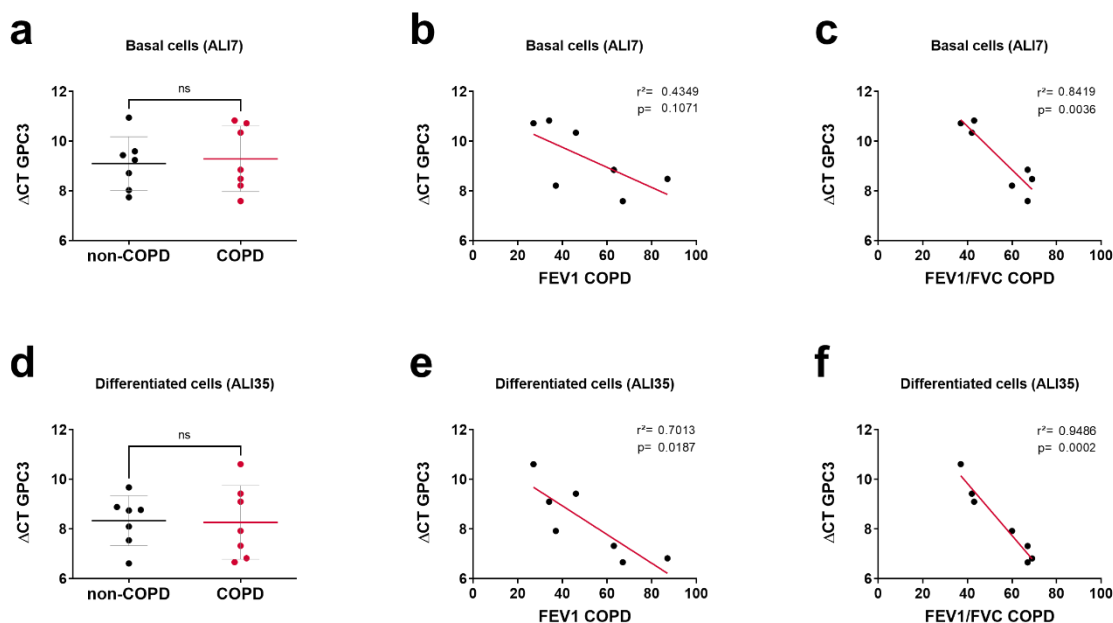 a
Basal cells (ALI7)
ns
12
10
8
6
ΔCT GPC3
non-COPD
COPD
b
Basal cells (ALI7)
r²= 0.4349
p= 0.1071
12
10
8
6
ΔCT GPC3
0
20
40
60
80
100
FEV1 COPD
c
Basal cells (ALI7)
r²= 0.8419
p= 0.0036
12
10
8
6
ΔCT GPC3
0
20
40
60
80
100
FEV1/FVC COPD
d
Differentiated cells (ALI35)
ns
12
10
8
6
ΔCT GPC3
non-COPD
COPD
e
Differentiated cells (ALI35)
r²= 0.7013
p= 0.0187
12
10
8
6
ΔCT GPC3
0
20
40
60
80
100
FEV1 COPD
f
Differentiated cells (ALI35)
r²= 0.9486
p= 0.0002
12
10
8
6
ΔCT GPC3
0
20
40
60
80
100
FEV1/FVC COPD